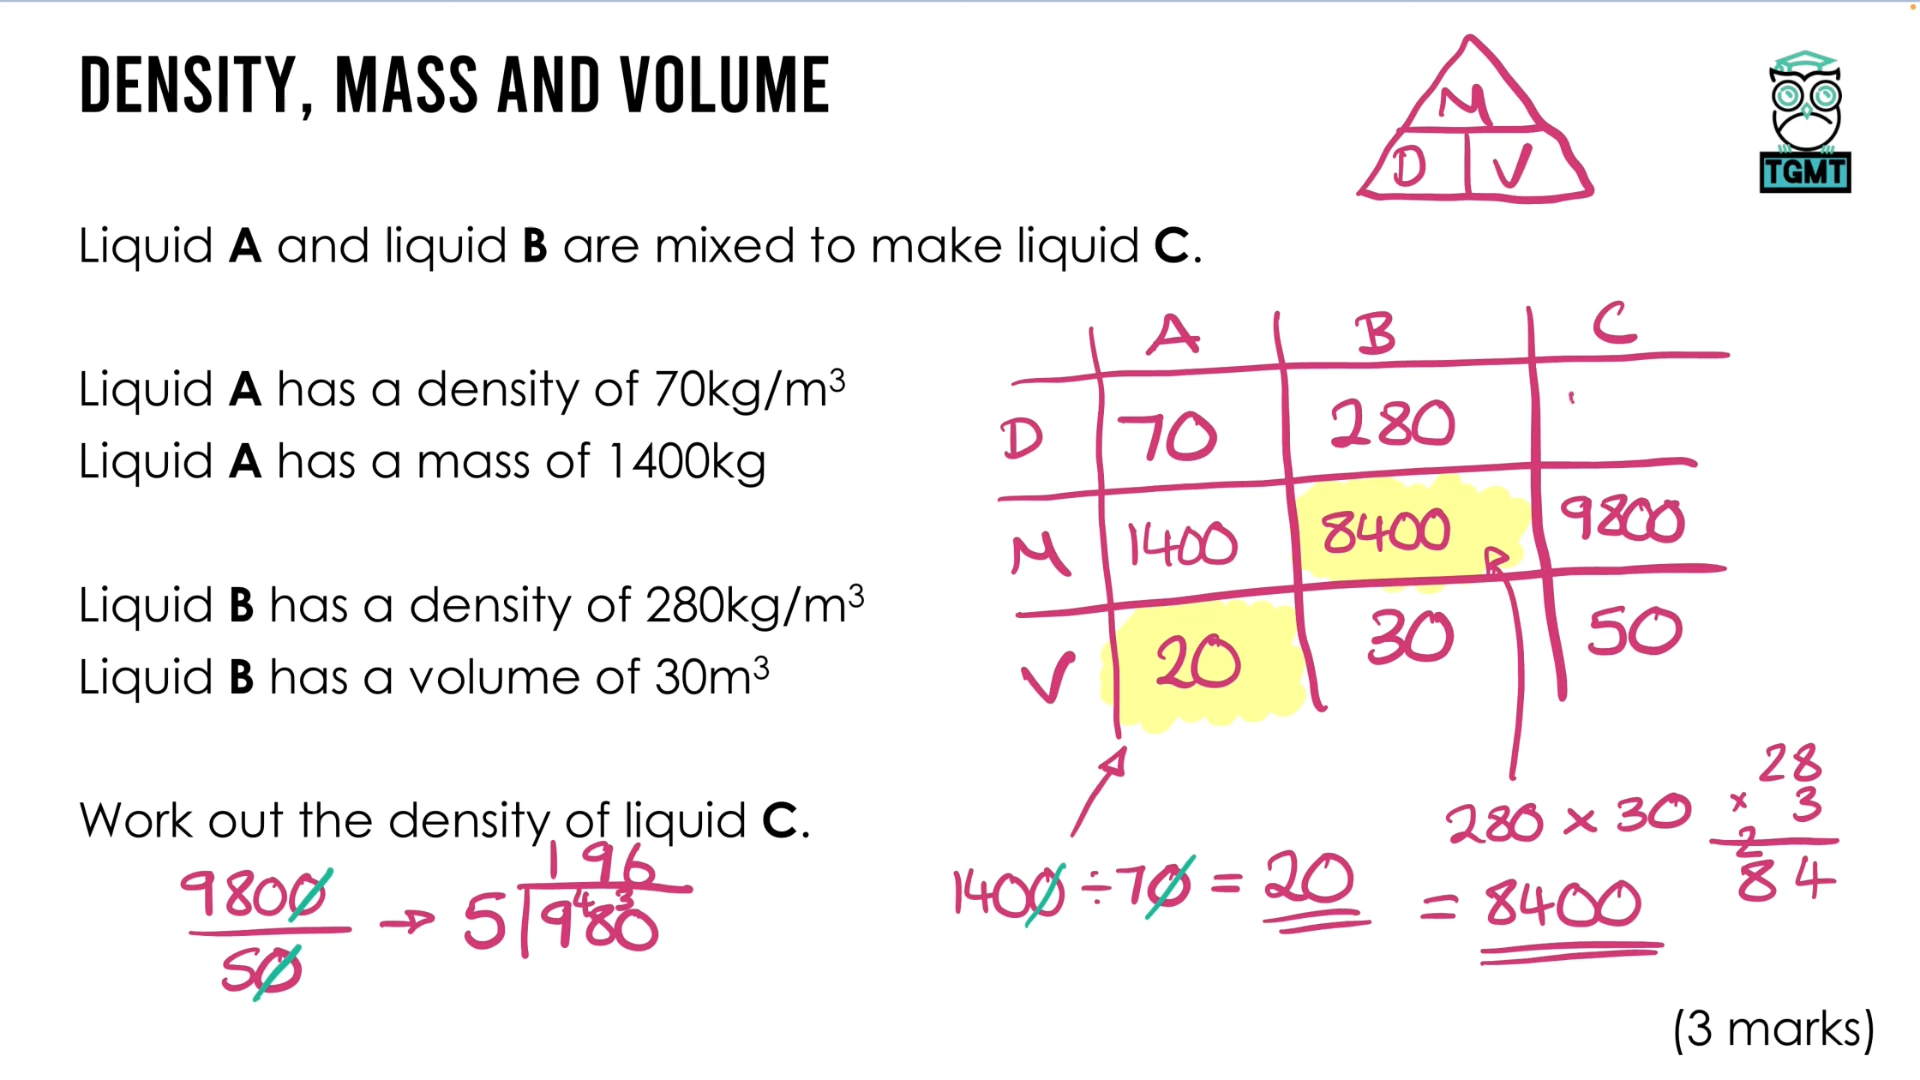 DENSITY, MASS AND VOLUME
M
D V
TGMT
Liquid A and liquid B are mixed to make liquid C.
Liquid A has a density of 70kg/m³
Liquid A has a mass of 1400kg
Liquid B has a density of 280kg/m³
Liquid B has a volume of 30m³
Work out the density of liquid C.
A B C
D 70 280
M 1400 8400 9800
V 20 30 50
196
9800 → 5 9⁴8³0
50
1400 ÷ 70 = 20
280 × 30
= 8400
28
× 3
2
84
(3 marks)